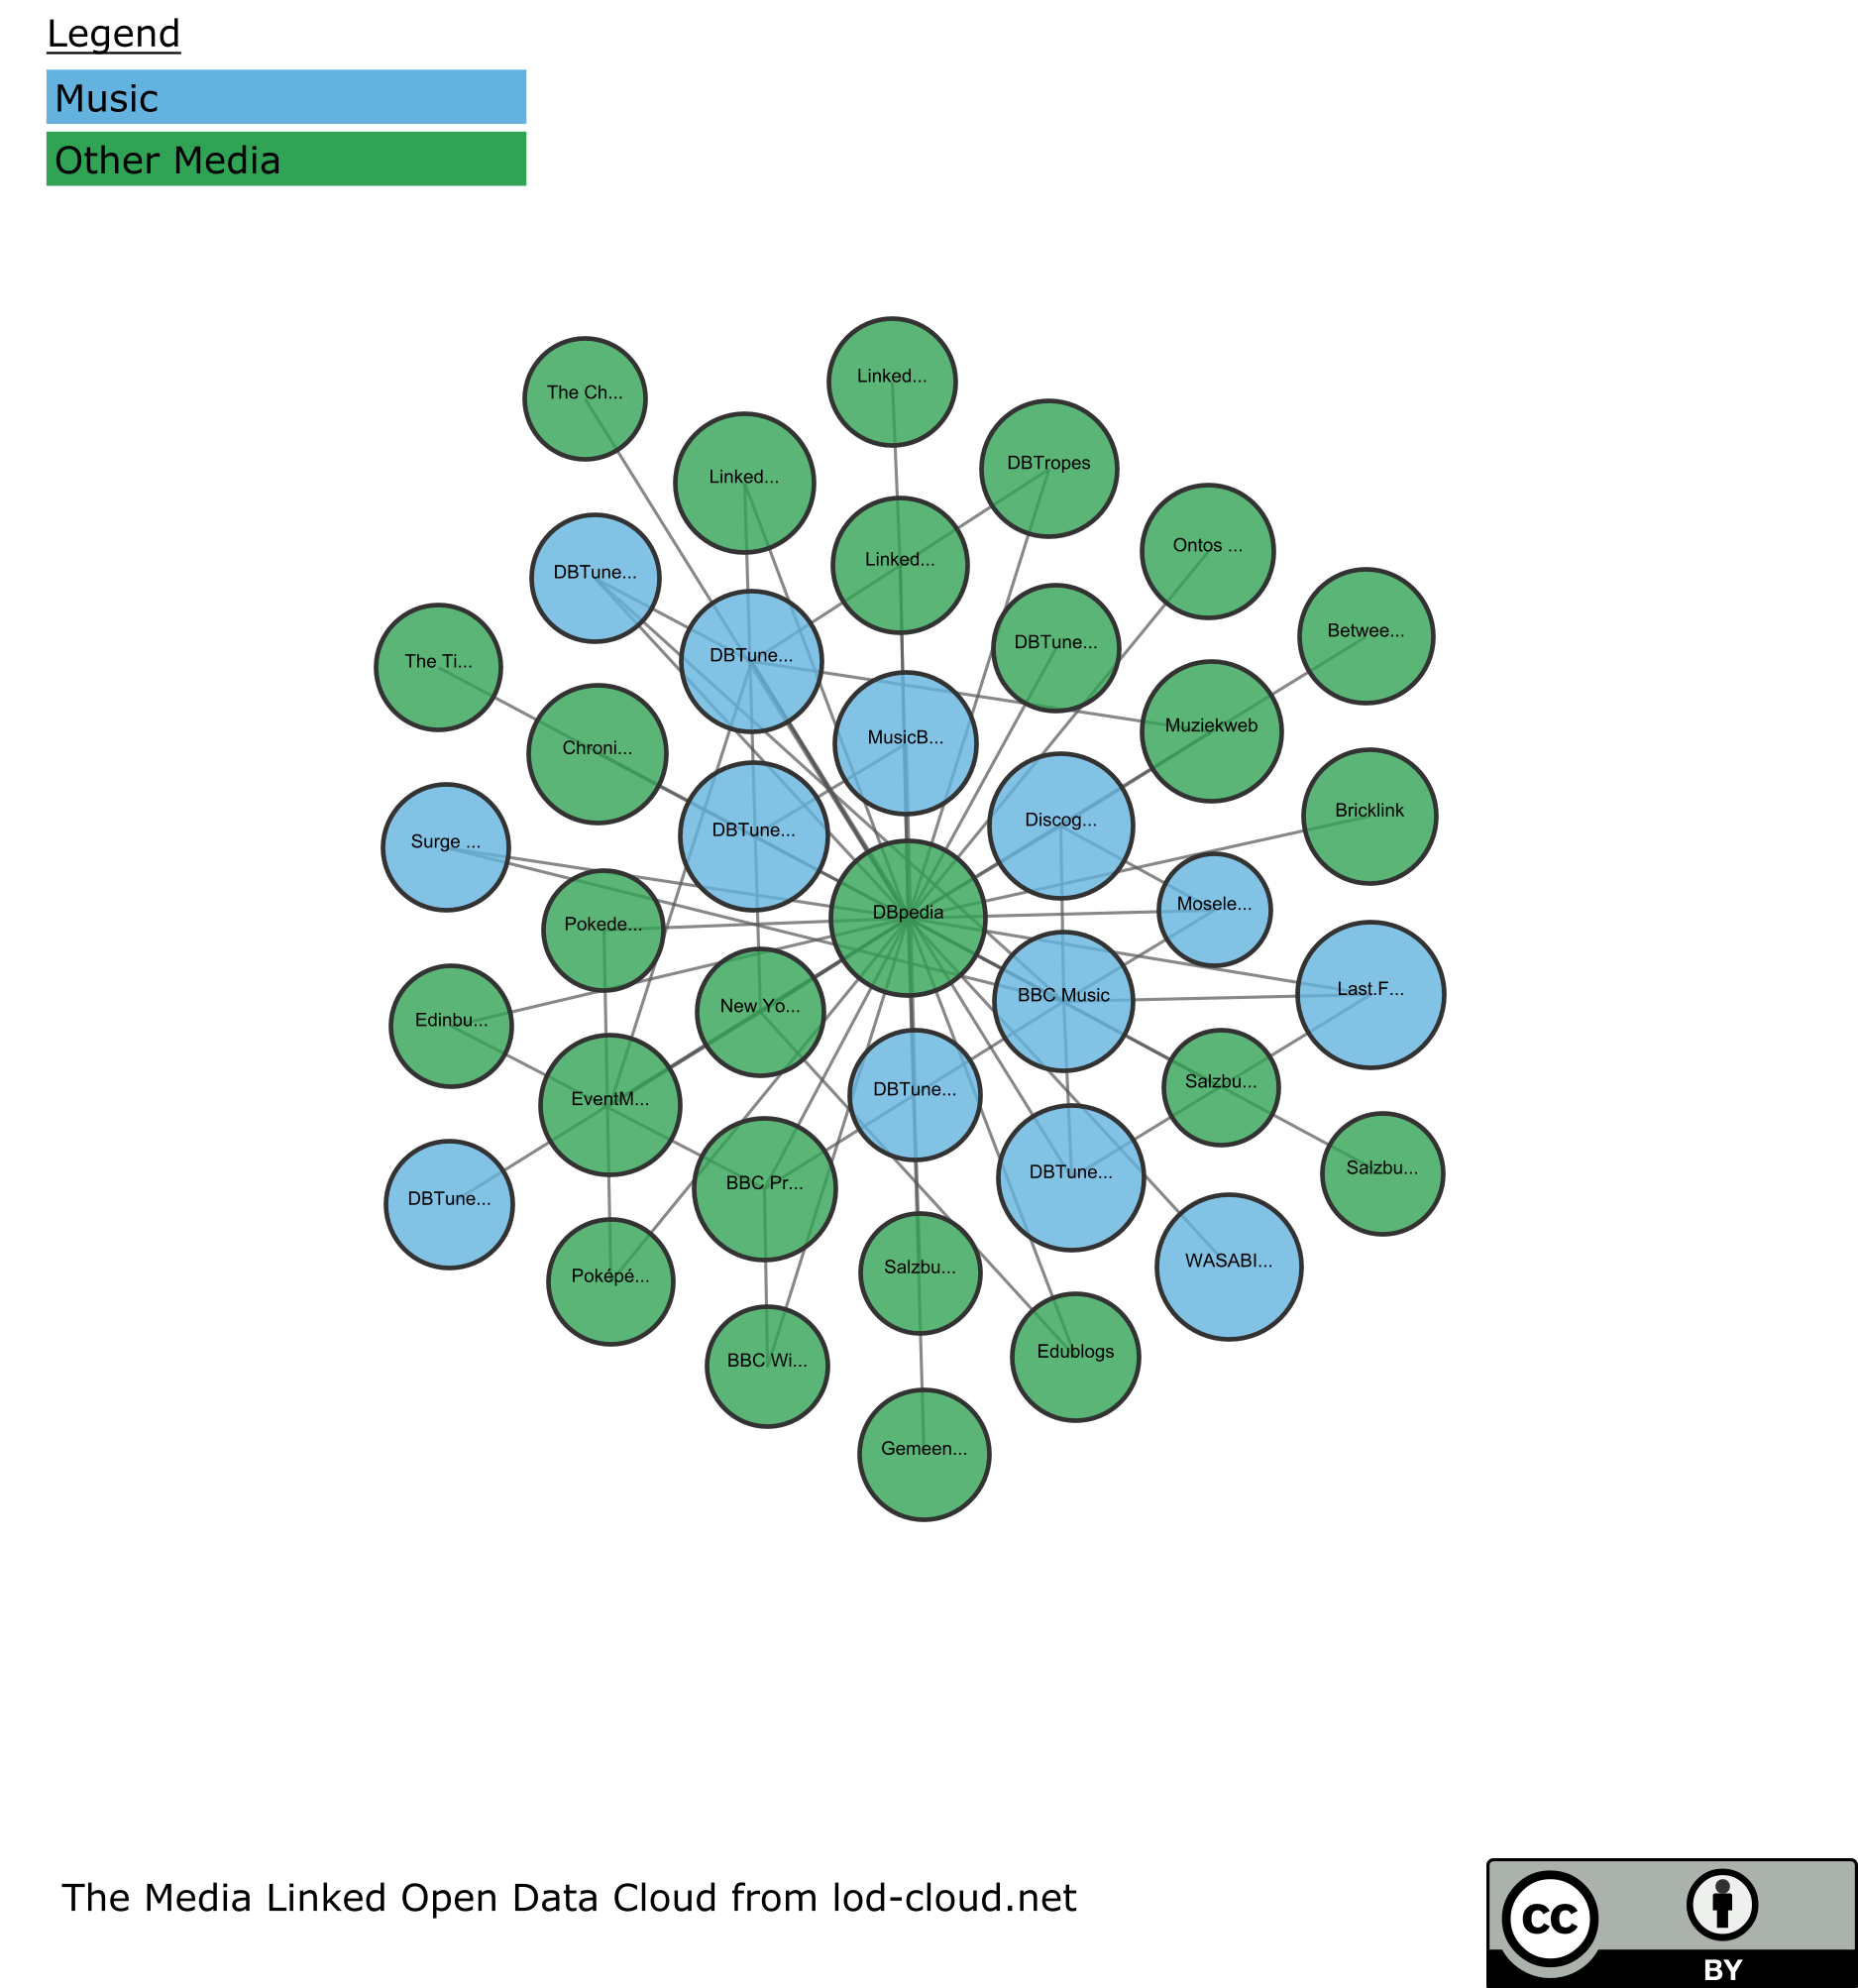 Legend
Music
Other Media
Linked...
The Ch...
DBTropes
Linked...
Ontos ...
Linked...
DBTune...
Betwee...
DBTune...
DBTune...
The Ti...
Muziekweb
MusicB...
Chroni...
Bricklink
Discog...
DBTune...
Surge ...
Mosele...
DBpedia
Pokede...
Last.F...
BBC Music
New Yo...
Edinbu...
Salzbu...
DBTune...
EventM...
Salzbu...
DBTune...
BBC Pr...
DBTune...
WASABI...
Salzbu...
Poképé...
Edublogs
BBC Wi...
Gemeen...
The Media Linked Open Data Cloud from lod-cloud.net
cc
BY